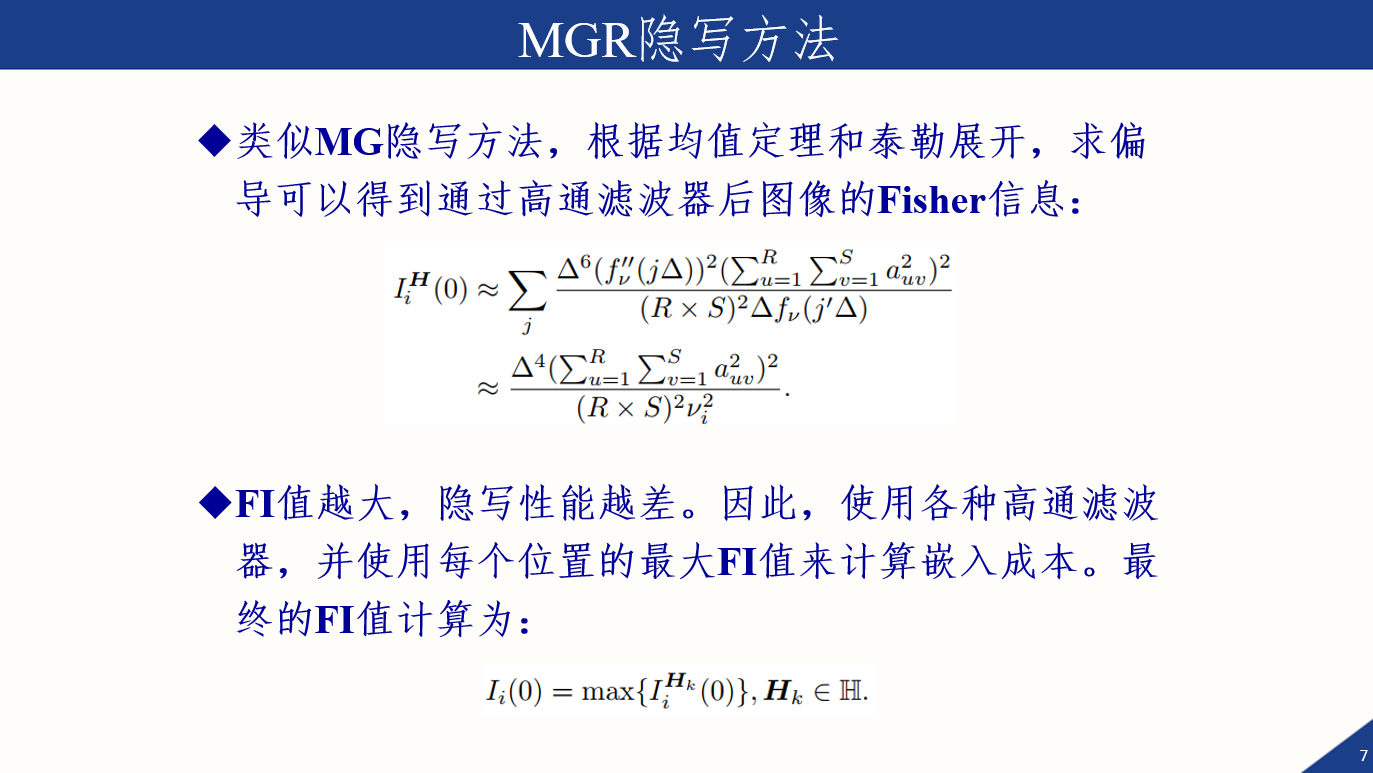 MGR隐写方法
◆类似MG隐写方法，根据均值定理和泰勒展开，求偏
导可以得到通过高通滤波器后图像的Fisher信息：
$I_i^{\boldsymbol{H}}(0) \approx \sum_j \frac{\Delta^6 (f_\nu''(j\Delta))^2 (\sum_{u=1}^{R} \sum_{v=1}^{S} a_{uv}^2)^2}{(R \times S)^2 \Delta f_\nu(j'\Delta)}$
$\approx \frac{\Delta^4 (\sum_{u=1}^{R} \sum_{v=1}^{S} a_{uv}^2)^2}{(R \times S)^2 \nu_i^2}.$
◆FI值越大，隐写性能越差。因此，使用各种高通滤波
器，并使用每个位置的最大FI值来计算嵌入成本。最
终的FI值计算为：
$I_i(0) = \max\{I_i^{\boldsymbol{H}_k}(0)\}, \boldsymbol{H}_k \in \mathbb{H}.$
7